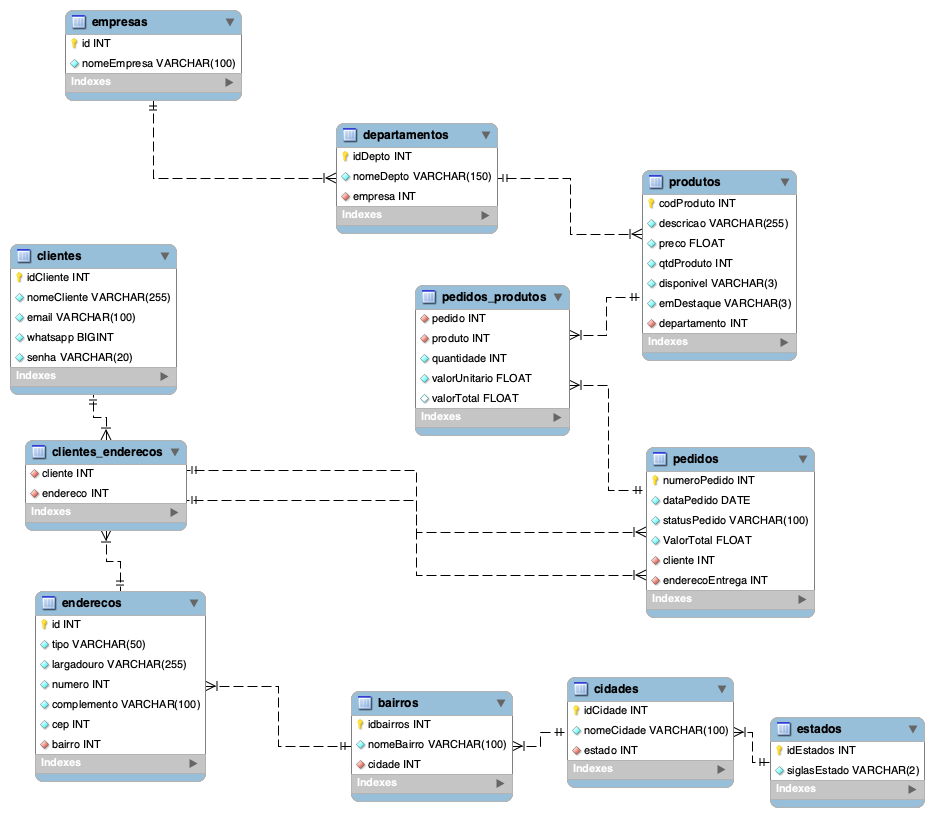 empresas
id INT
nomeEmpresa VARCHAR(100)
Indexes
departamentos
idDepto INT
nomeDepto VARCHAR(150)
empresa INT
Indexes
produtos
codProduto INT
descricao VARCHAR(255)
preco FLOAT
qtdProduto INT
disponivel VARCHAR(3)
emDestaque VARCHAR(3)
departamento INT
Indexes
clientes
idCliente INT
nomeCliente VARCHAR(255)
email VARCHAR(100)
whatsapp BIGINT
senha VARCHAR(20)
Indexes
pedidos_produtos
pedido INT
produto INT
quantidade INT
valorUnitario FLOAT
valorTotal FLOAT
Indexes
clientes_enderecos
cliente INT
endereco INT
Indexes
pedidos
numeroPedido INT
dataPedido DATE
statusPedido VARCHAR(100)
ValorTotal FLOAT
cliente INT
enderecoEntrega INT
Indexes
enderecos
id INT
tipo VARCHAR(50)
largadouro VARCHAR(255)
numero INT
complemento VARCHAR(100)
cep INT
bairro INT
Indexes
bairros
idbairros INT
nomeBairro VARCHAR(100)
cidade INT
Indexes
cidades
idCidade INT
nomeCidade VARCHAR(100)
estado INT
Indexes
estados
idEstados INT
siglasEstado VARCHAR(2)
Indexes